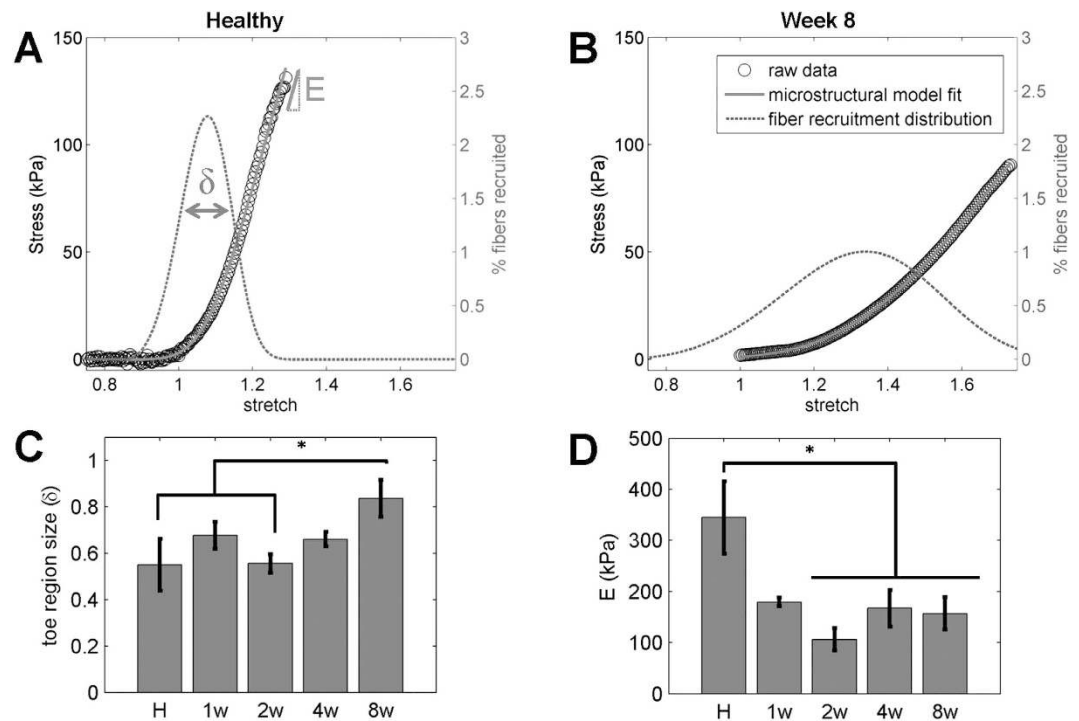 Healthy
A
150
100
50
0
Stress (kPa)
0.8
1
1.2
1.4
1.6
stretch
3
2.5
2
1.5
1
0.5
0
% fibers recruited
E
δ
Week 8
B
150
100
50
0
Stress (kPa)
0.8
1
1.2
1.4
1.6
stretch
3
2.5
2
1.5
1
0.5
0
% fibers recruited
raw data
microstructural model fit
fiber recruitment distribution
C
1
0.8
0.6
0.4
0.2
0
toe region size (δ)
*
H 1w 2w 4w 8w
D
500
400
300
200
100
0
E (kPa)
*
H 1w 2w 4w 8w